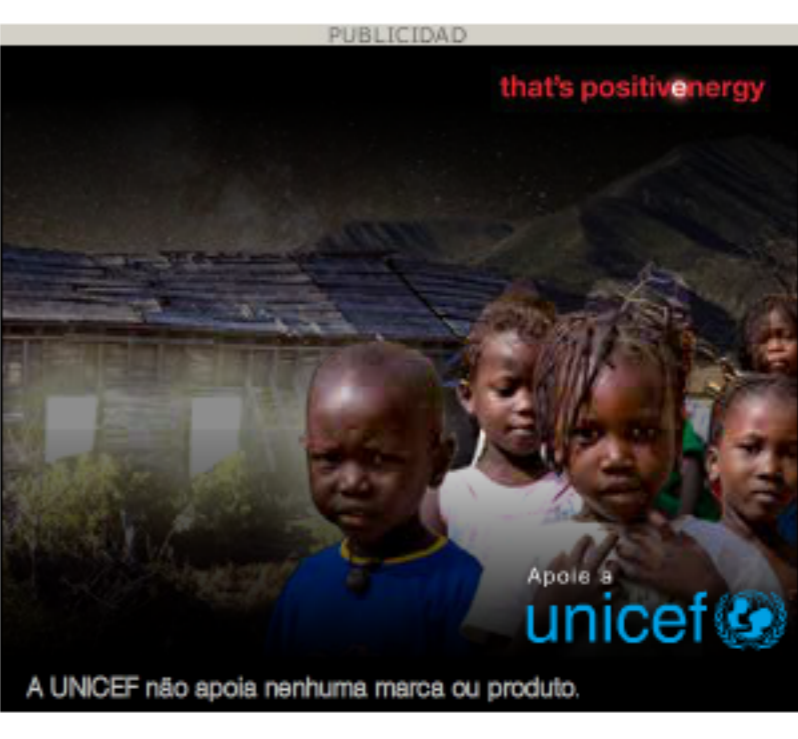 PUBLICIDAD
that's positivenergy
Apoie a
unicef
A UNICEF não apoia nenhuma marca ou produto.